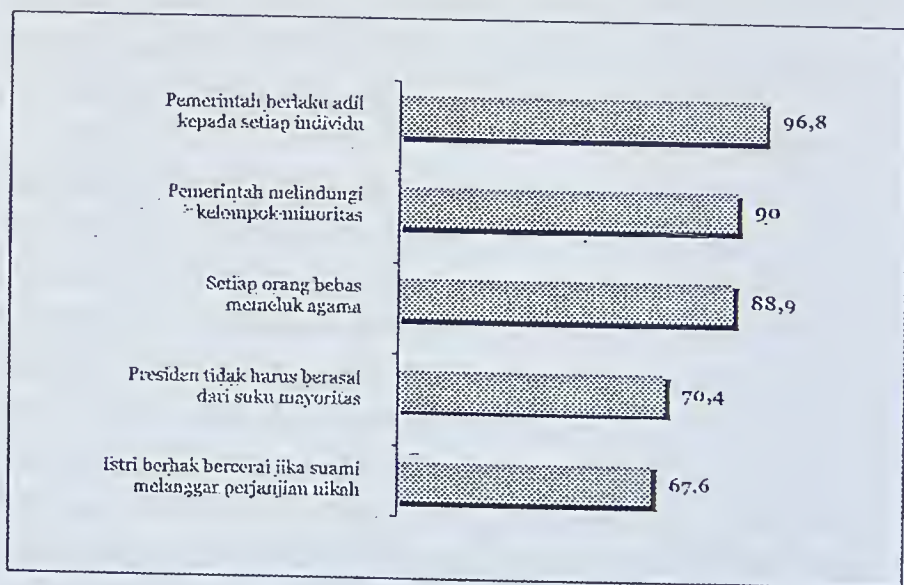 Pemerintah berlaku adil
kepada setiap individu
96,8
Pemerintah melindungi
kelompok minoritas
90
Setiap orang bebas
memeluk agama
88,9
Presiden tidak harus berasal
dari suku mayoritas
70,4
Istri berhak bercerai jika suami
melanggar perjanjian nikah
67,6